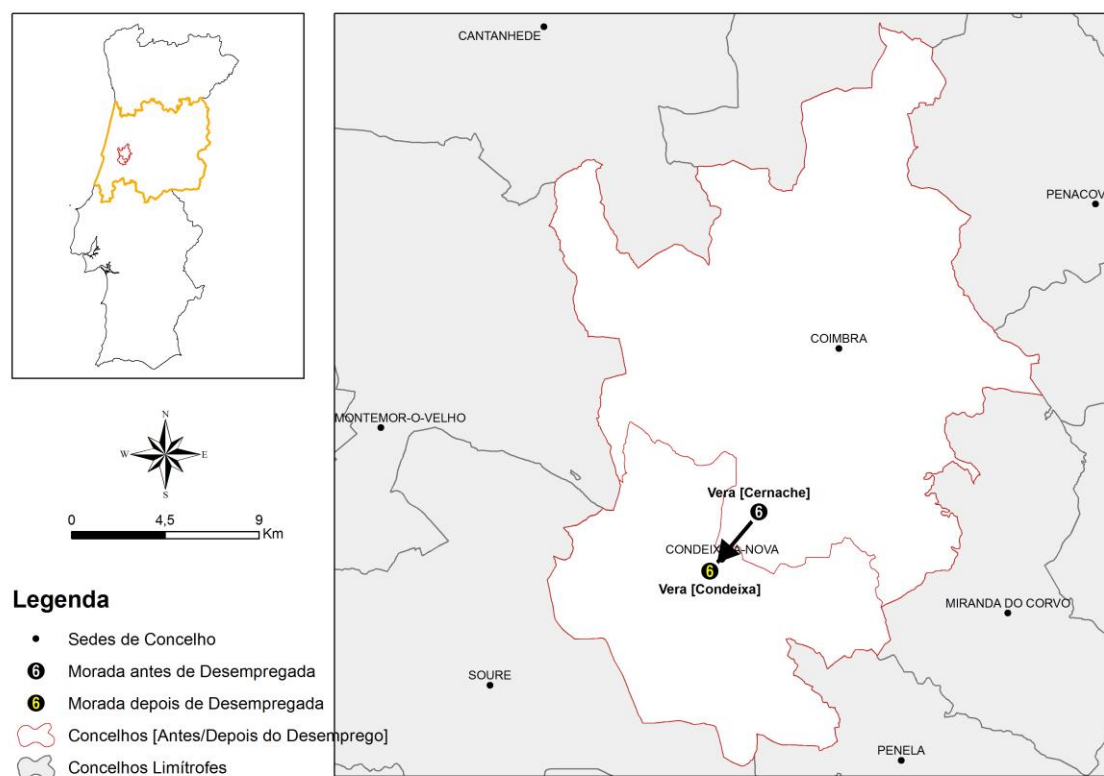 CANTANHEDE
PENACOV
COIMBRA
MONTEMOR-O-VELHO
Vera [Cernache]
6
CONDEIXA-A-NOVA
6
Vera [Condeixa]
MIRANDA DO CORVO
SOURE
PENELA
N
W E
S
0 4,5 9
Km
Legenda
Sedes de Concelho
6 Morada antes de Desempregada
6 Morada depois de Desempregada
Concelhos [Antes/Depois do Desemprego]
Concelhos Limítrofes